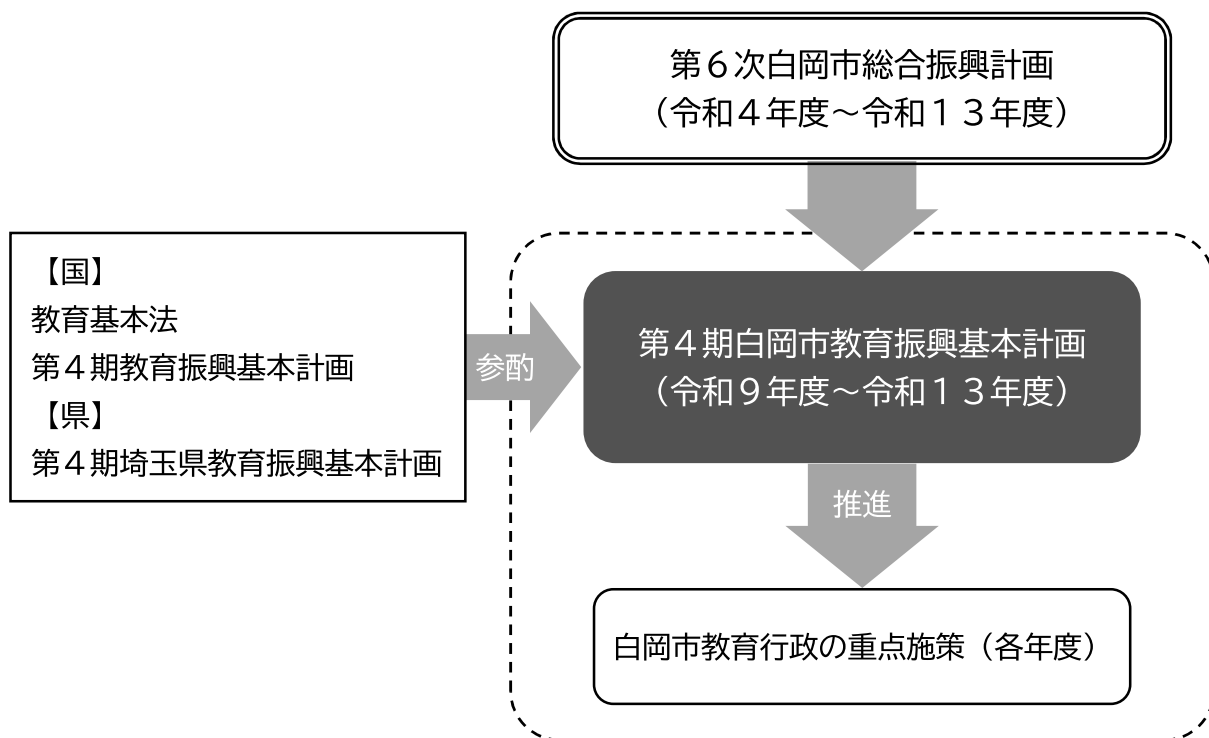 第６次白岡市総合振興計画
（令和４年度～令和１３年度）
【国】
教育基本法
第４期教育振興基本計画
【県】
第４期埼玉県教育振興基本計画
参酌
第４期白岡市教育振興基本計画
（令和９年度～令和１３年度）
推進
白岡市教育行政の重点施策（各年度）